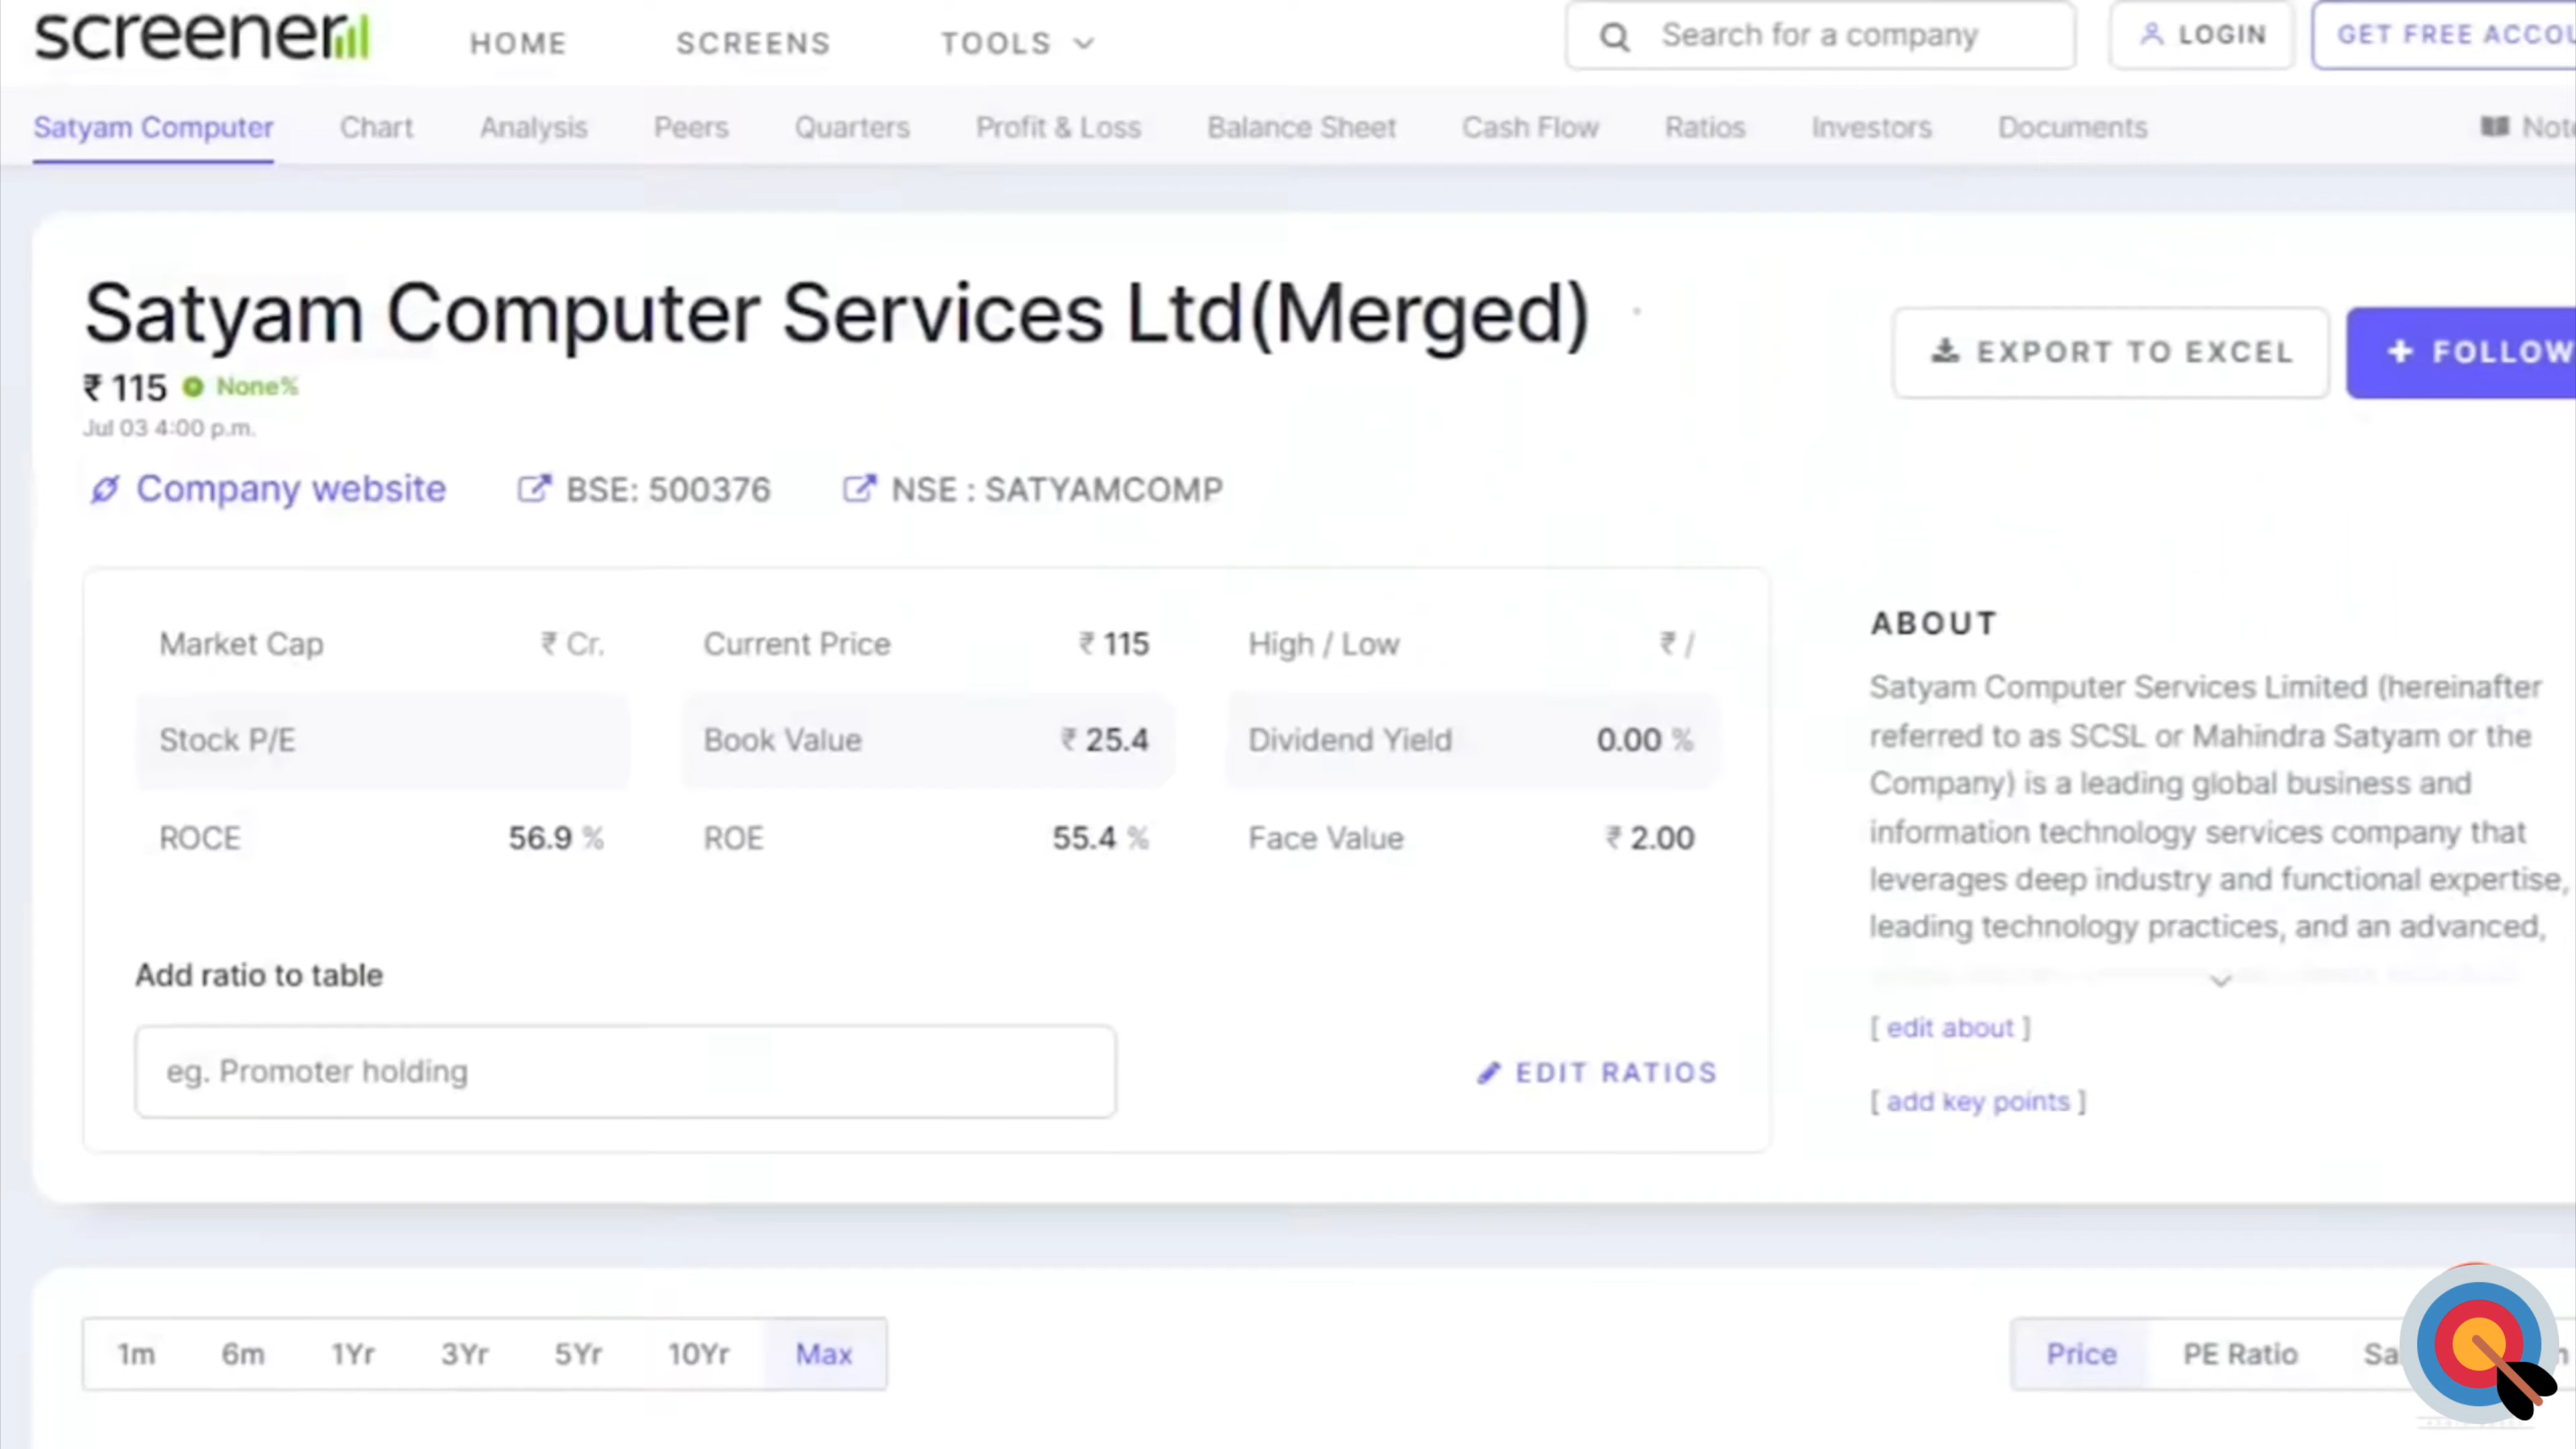 screener
HOME SCREENS TOOLS
Search for a company
LOGIN
GET FREE ACCOU
Satyam Computer Chart Analysis Peers Quarters Profit & Loss Balance Sheet Cash Flow Ratios Investors Documents Note
Satyam Computer Services Ltd(Merged)
EXPORT TO EXCEL
+ FOLLOW
₹ 115 None%
Jul 03 4:00 p.m.
Company website BSE: 500376 NSE : SATYAMCOMP
Market Cap ₹ Cr. Current Price ₹ 115 High / Low ₹ /
Stock P/E Book Value ₹ 25.4 Dividend Yield 0.00 %
ROCE 56.9 % ROE 55.4 % Face Value ₹ 2.00
Add ratio to table
eg. Promoter holding
EDIT RATIOS
ABOUT
Satyam Computer Services Limited (hereinafter
referred to as SCSL or Mahindra Satyam or the
Company) is a leading global business and
information technology services company that
leverages deep industry and functional expertise,
leading technology practices, and an advanced,
[ edit about ]
[ add key points ]
1m 6m 1Yr 3Yr 5Yr 10Yr Max
Price PE Ratio Sa